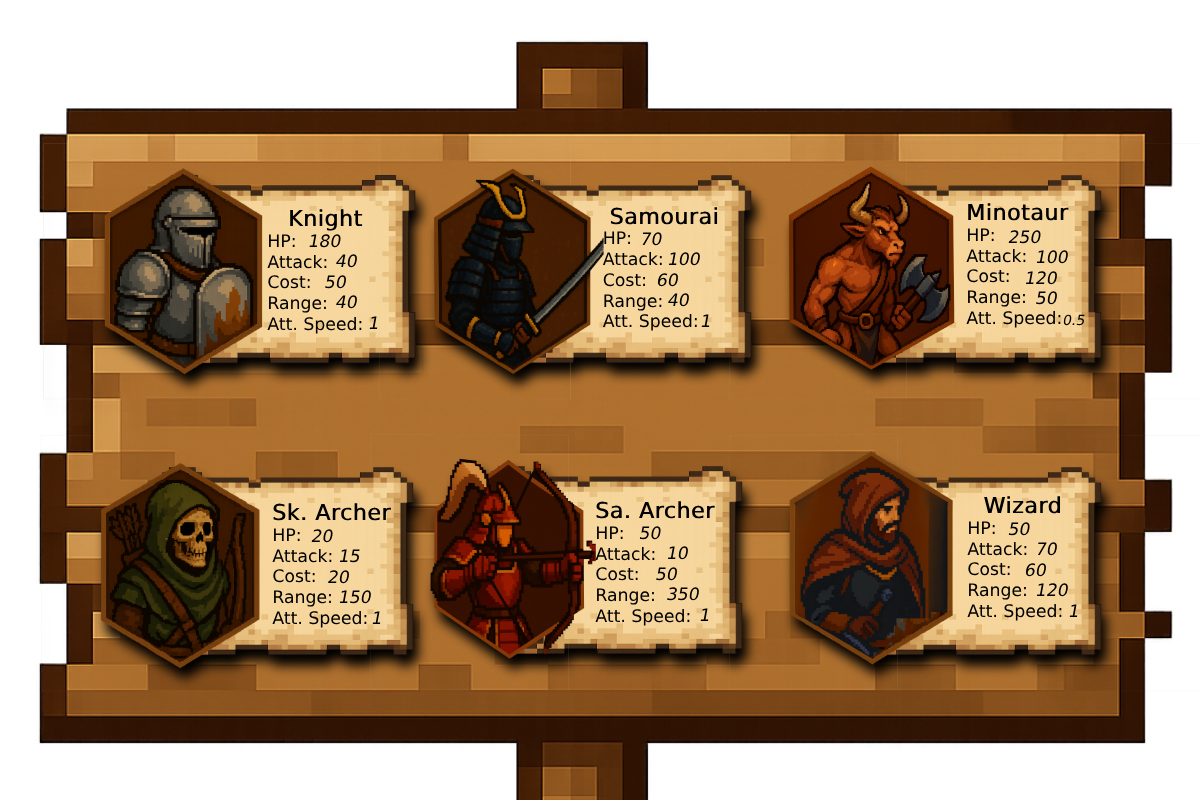 Knight
HP: 180
Attack: 40
Cost: 50
Range: 40
Att. Speed: 1
Samourai
HP: 70
Attack: 100
Cost: 60
Range: 40
Att. Speed: 1
Minotaur
HP: 250
Attack: 100
Cost: 120
Range: 50
Att. Speed: 0.5
Sk. Archer
HP: 20
Attack: 15
Cost: 20
Range: 150
Att. Speed: 1
Sa. Archer
HP: 50
Attack: 10
Cost: 50
Range: 350
Att. Speed: 1
Wizard
HP: 50
Attack: 70
Cost: 60
Range: 120
Att. Speed: 1